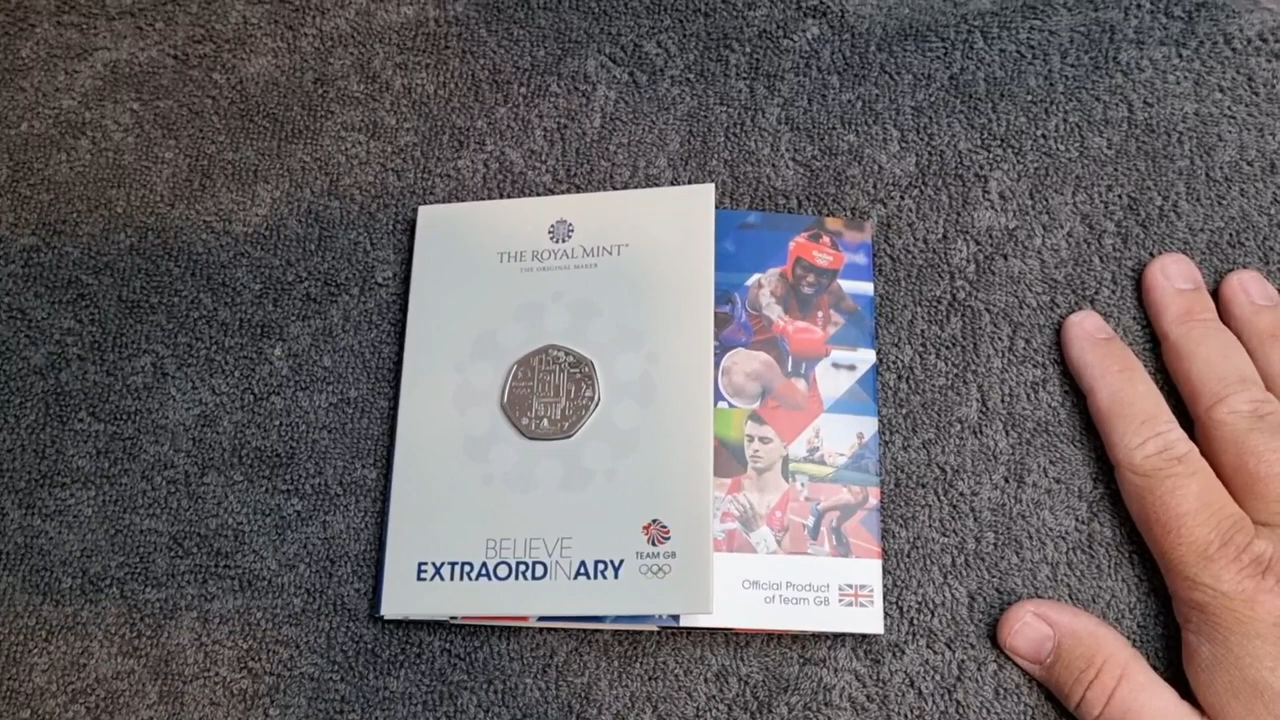 THE ROYAL MINT®
THE ORIGINAL MAKER
BELIEVE
EXTRAORDINARY
TEAM GB
Official Product
of Team GB